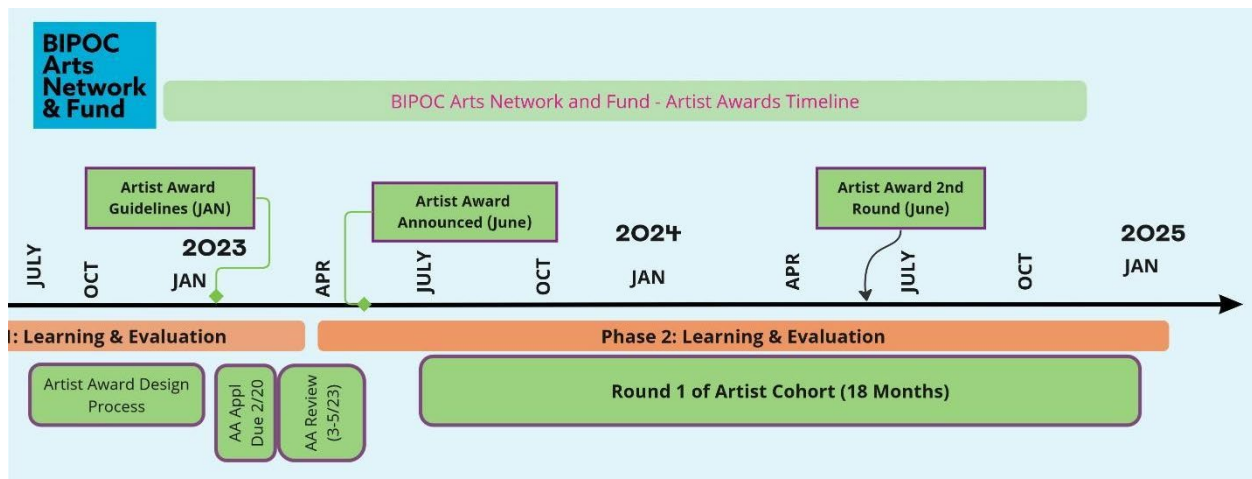 BIPOC
Arts
Network
& Fund
BIPOC Arts Network and Fund - Artist Awards Timeline
Artist Award
Guidelines (JAN)
Artist Award
Announced (June)
Artist Award 2nd
Round (June)
2023
2024
2025
JULY
OCT
JAN
APR
JULY
OCT
JAN
APR
JULY
OCT
JAN
1: Learning & Evaluation
Phase 2: Learning & Evaluation
Artist Award Design
Process
AA Appl
Due 2/20
AA Review
(3-5/23)
Round 1 of Artist Cohort (18 Months)